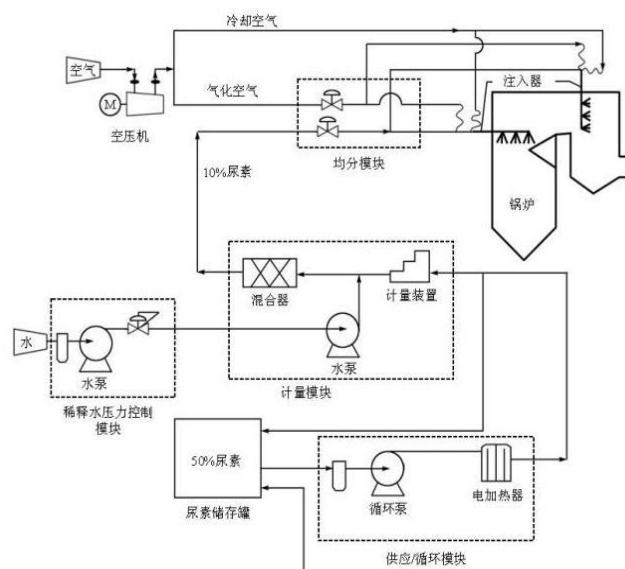 冷却空气
空气
M
空压机
气化空气
注入器
均分模块
10%尿素
锅炉
混合器
计量装置
水
水泵
水泵
计量模块
稀释水压力控制
模块
50%尿素
尿素储存罐
循环泵
电加热器
供应/循环模块